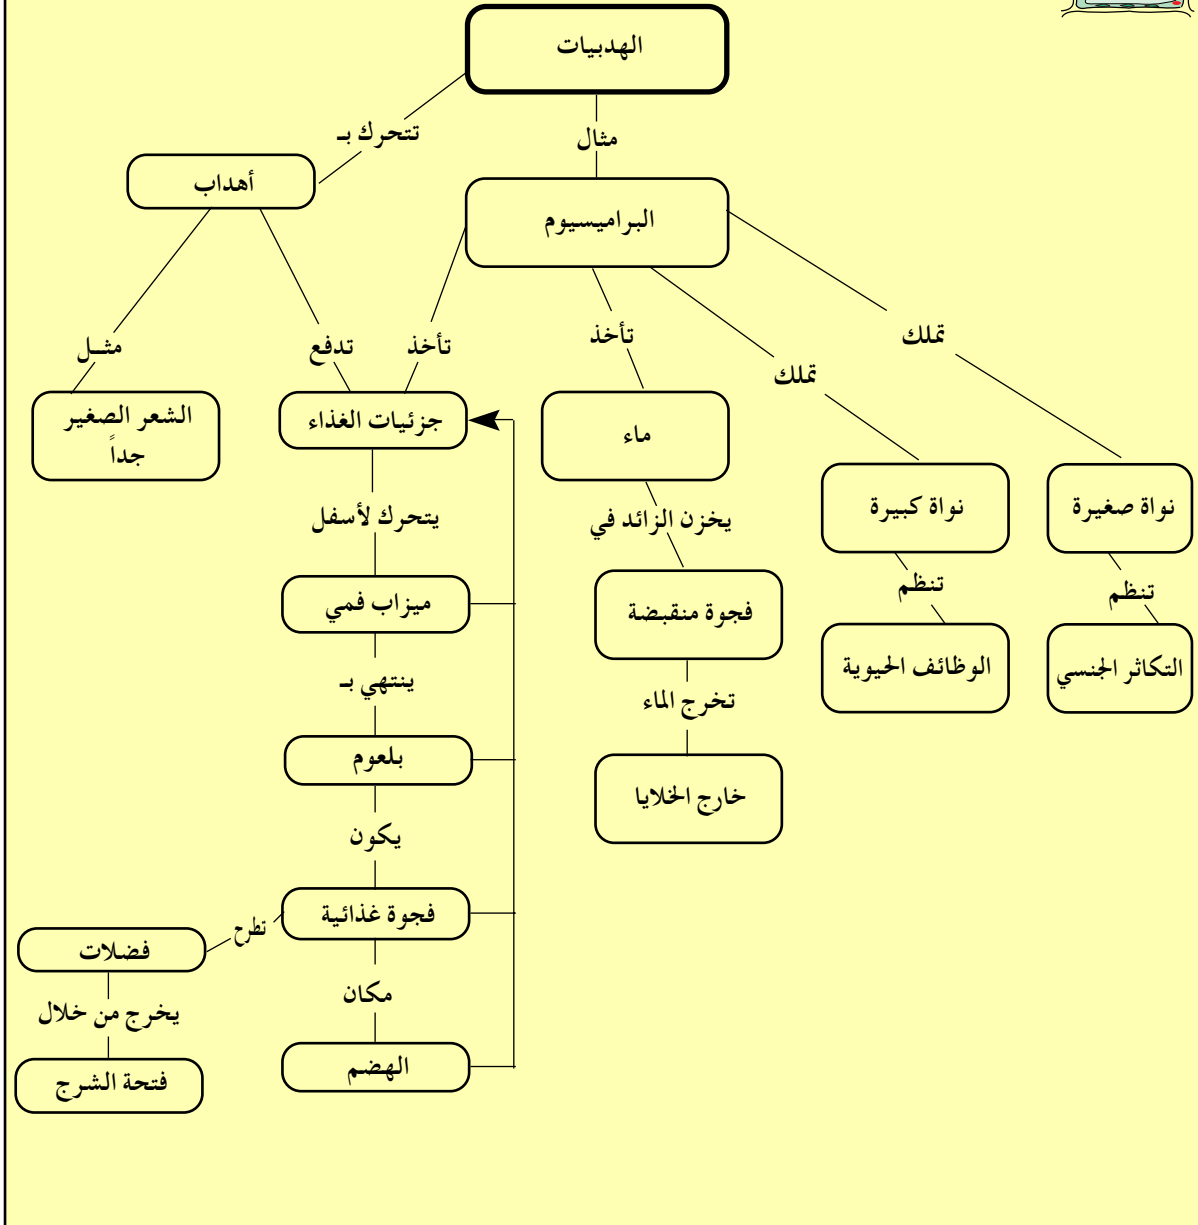 الهدبيات
مثال
تتحرك بـ
البراميسيوم
أهداب
تملك
تملك
تأخذ
تأخذ
تدفع
مثـل
نواة صغيرة
نواة كبيرة
ماء
جزئيات الغذاء
الشعر الصغير
جداً
تنظم
تنظم
يخزن الزائد في
يتحرك لأسفل
التكاثر الجنسي
الوظائف الحيوية
فجوة منقبضة
ميزاب فمي
تخرج الماء
ينتهي بـ
خارج الخلايا
بلعوم
يكون
فجوة غذائية
تطرح
فضلات
مكان
يخرج من خلال
الهضم
فتحة الشرج